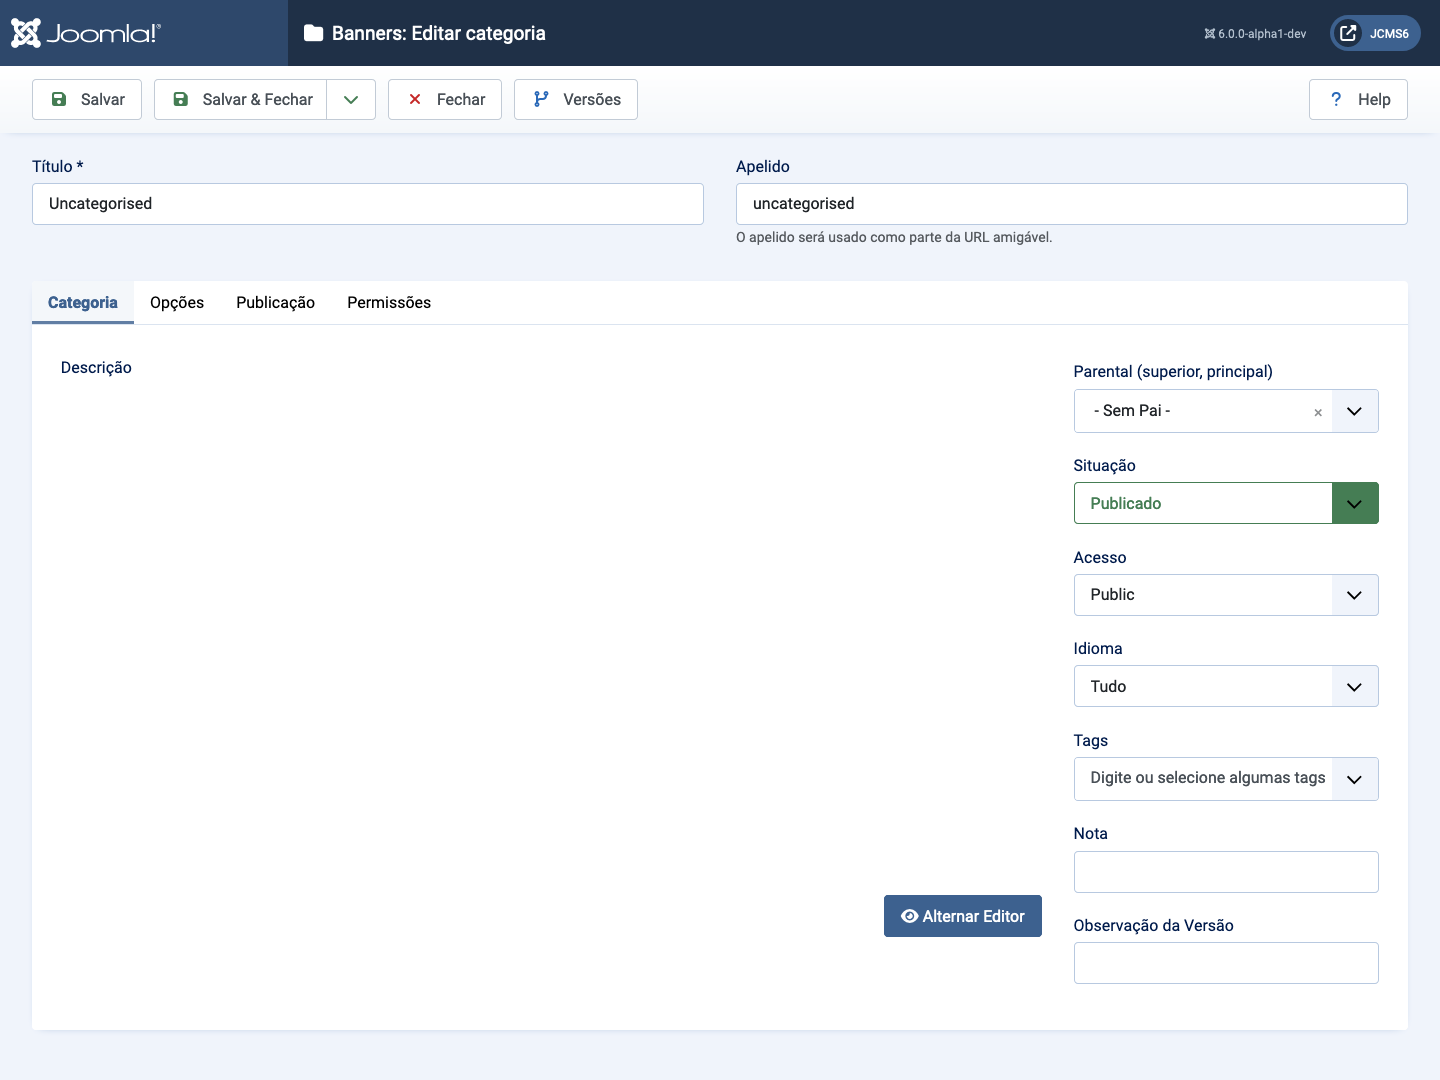 Joomla!®
Banners: Editar categoria
6.0.0-alpha1-dev
JCMS6
Salvar
Salvar & Fechar
Fechar
Versões
? Help
Título *
Apelido
Uncategorised
uncategorised
O apelido será usado como parte da URL amigável.
Categoria
Opções
Publicação
Permissões
Descrição
Parental (superior, principal)
- Sem Pai -
Situação
Publicado
Acesso
Public
Idioma
Tudo
Tags
Digite ou selecione algumas tags
Nota
Alternar Editor
Observação da Versão